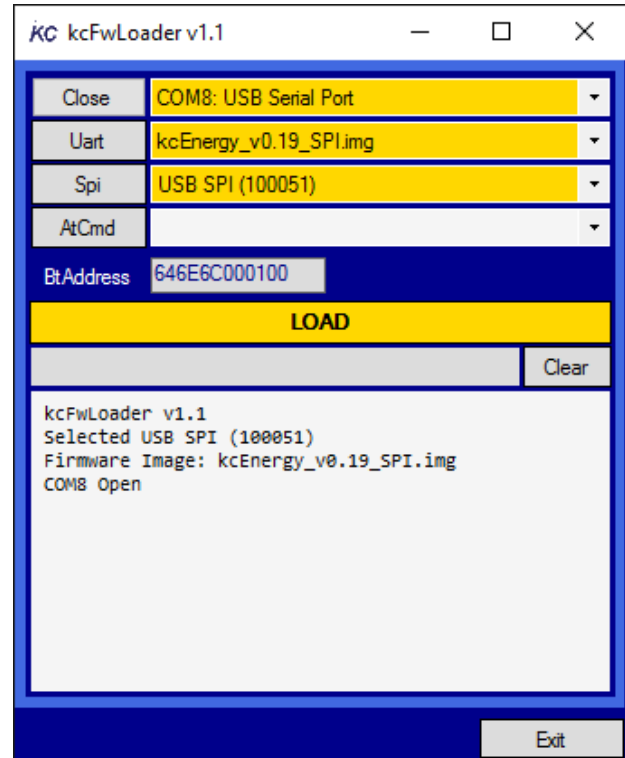 KC kcFwLoader v1.1
Close COM8: USB Serial Port
Uart kcEnergy_v0.19_SPI.img
Spi USB SPI (100051)
AtCmd
BtAddress 646E6C000100
LOAD
Clear
kcFwLoader v1.1
Selected USB SPI (100051)
Firmware Image: kcEnergy_v0.19_SPI.img
COM8 Open
Exit